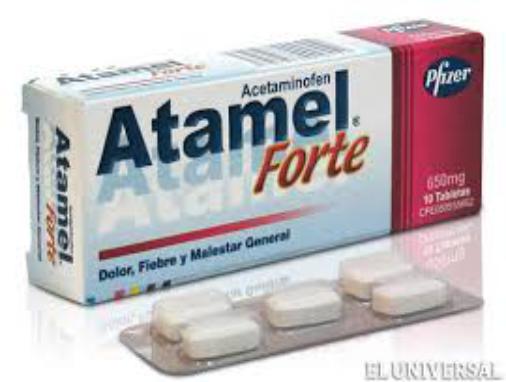 Acetaminofen
Atamel®
Forte
Pfizer
650mg
10 Tabletas
Dolor, Fiebre y Malestar General
Atamel
Forte
EL UNIVERSAL